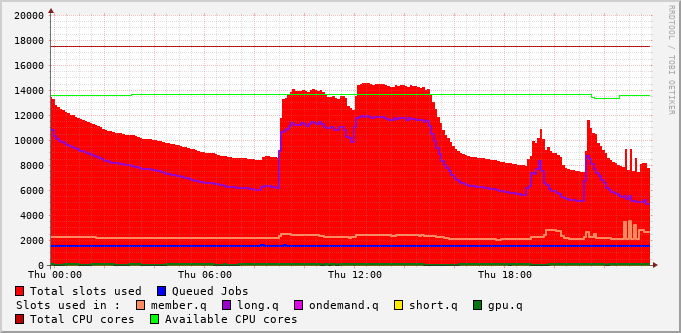 20000
18000
16000
14000
12000
10000
8000
6000
4000
2000
0
Thu 00:00 Thu 06:00 Thu 12:00 Thu 18:00
RRDTOOL / TOBI OETIKER
Total slots used Queued Jobs
Slots used in : member.q long.q ondemand.q short.q gpu.q
Total CPU cores Available CPU cores